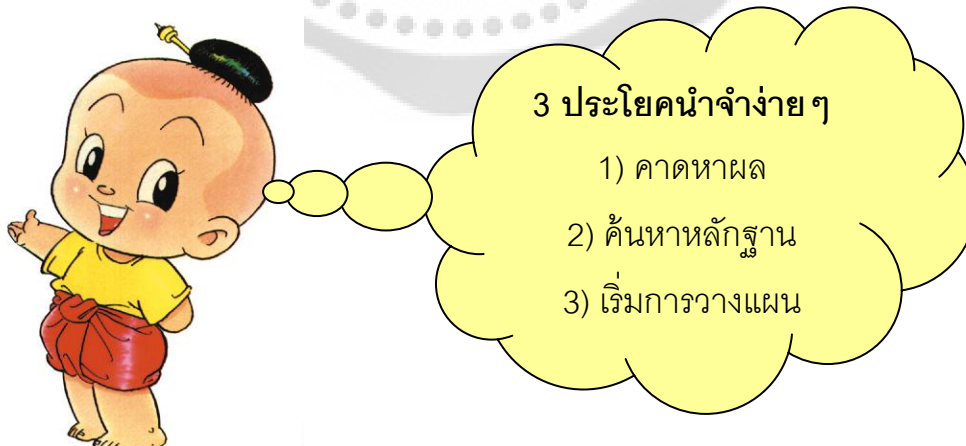 3 ประโยคนำจำง่าย ๆ
1) คาดหาผล
2) ค้นหาหลักฐาน
3) เริ่มการวางแผน